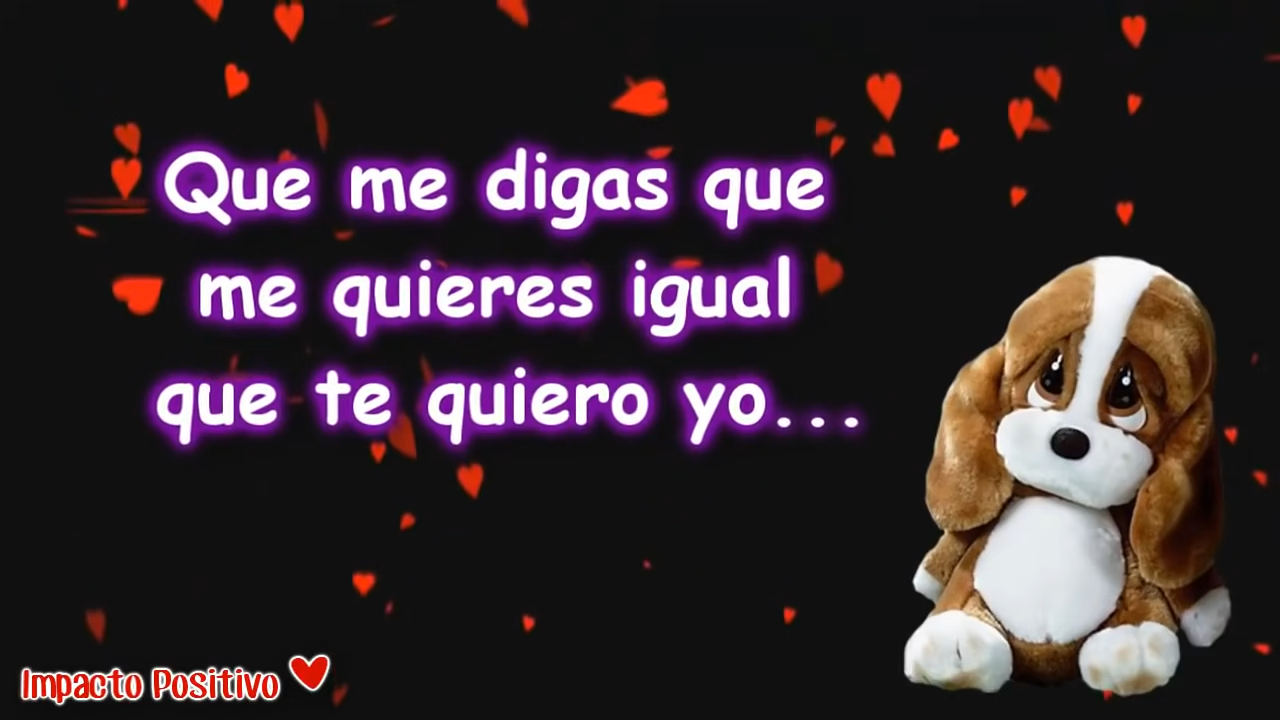 Que me digas que
me quieres igual
que te quiero yo...
Impacto Positivo